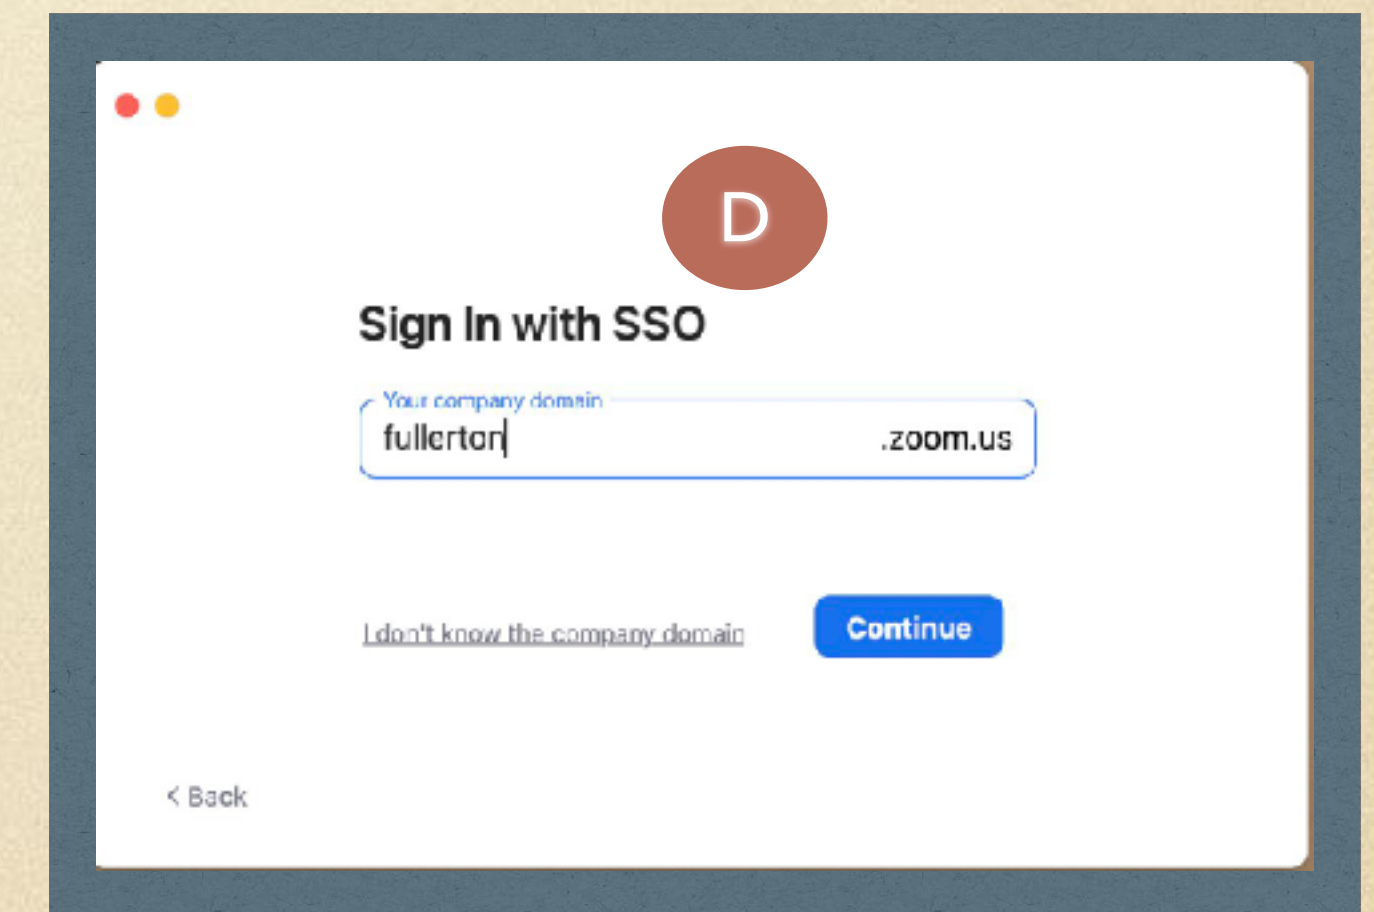 D
Sign In with SSO
Your company domain
fullerton .zoom.us
I don't know the company domain
Continue
< Back